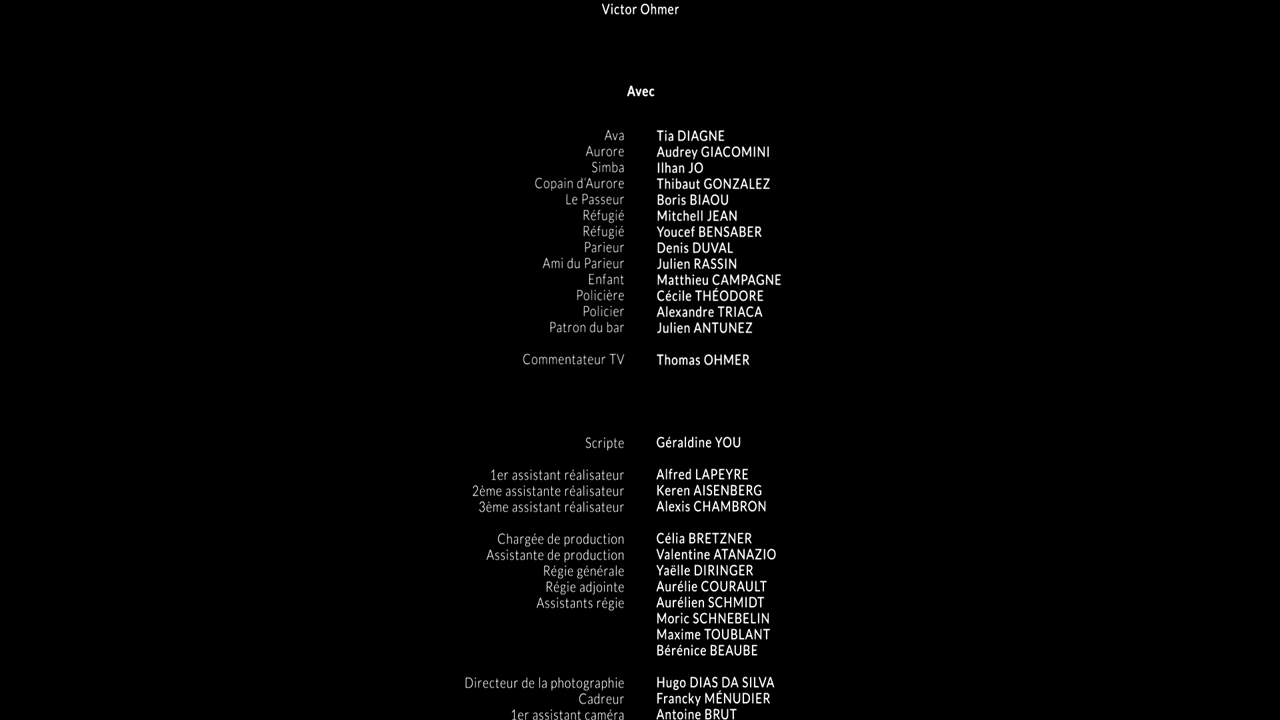 Victor Ohmer
Avec
Ava Tia DIAGNE
Aurore Audrey GIACOMINI
Simba Ilhan JO
Copain d'Aurore Thibaut GONZALEZ
Le Passeur Boris BIAOU
Réfugié Mitchell JEAN
Réfugié Youcef BENSABER
Parieur Denis DUVAL
Ami du Parieur Julien RASSIN
Enfant Matthieu CAMPAGNE
Policière Cécile THÉODORE
Policier Alexandre TRIACA
Patron du bar Julien ANTUNEZ
Commentateur TV Thomas OHMER
Scripte Géraldine YOU
1er assistant réalisateur Alfred LAPEYRE
2ème assistante réalisateur Keren AISENBERG
3ème assistant réalisateur Alexis CHAMBRON
Chargée de production Célia BRETZNER
Assistante de production Valentine ATANAZIO
Régie générale Yaëlle DIRINGER
Régie adjointe Aurélie COURAULT
Assistants régie Aurélien SCHMIDT
Moric SCHNEBELIN
Maxime TOUBLANT
Bérénice BEAUBE
Directeur de la photographie Hugo DIAS DA SILVA
Cadreur Francky MÉNUDIER
1er assistant caméra Antoine BRUT